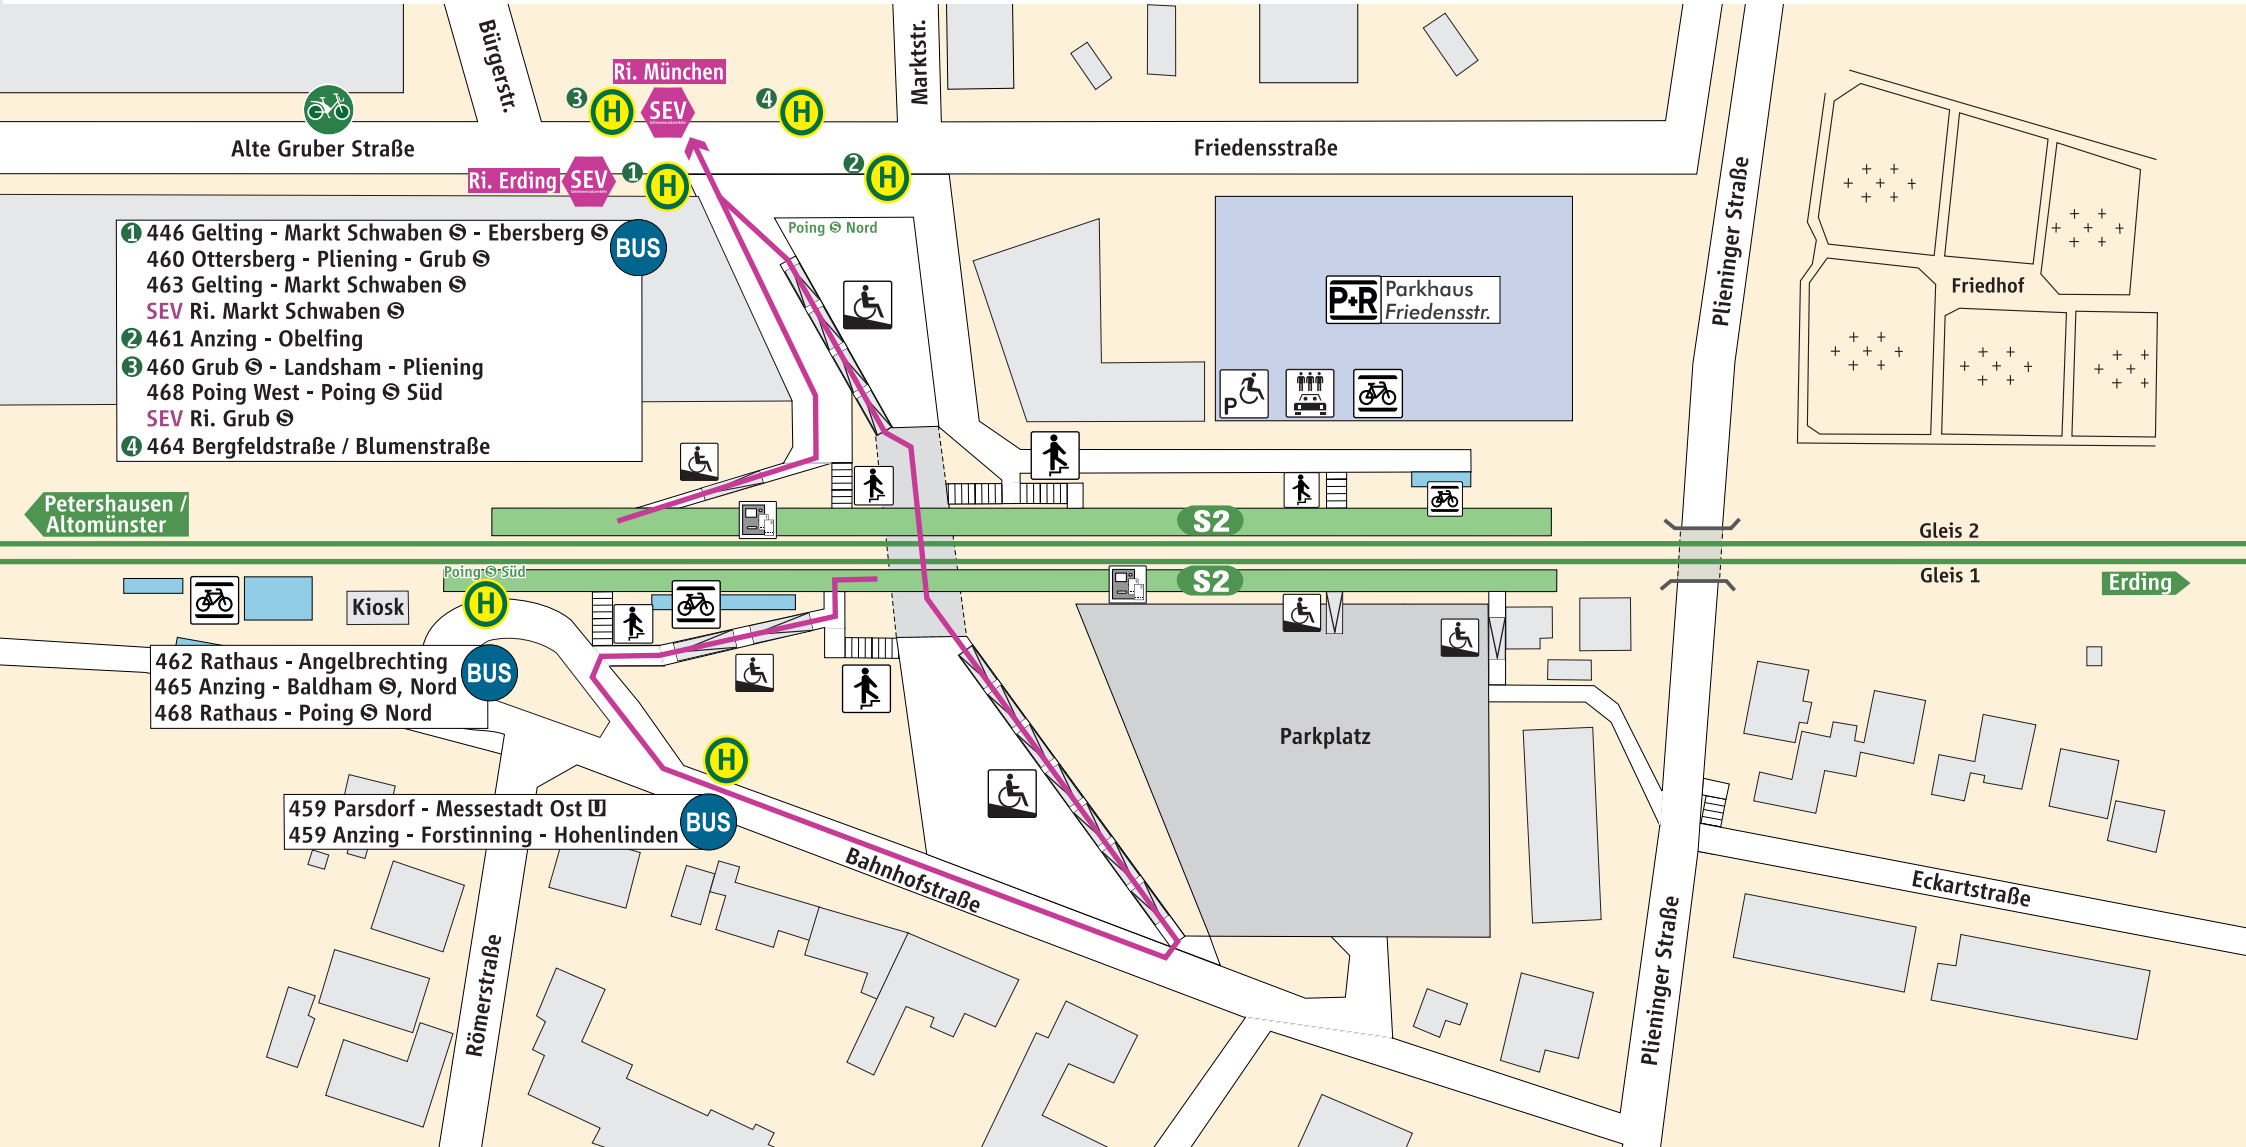 Bürgerstr.
Marktstr.
Ri. München
3 H SEV 4 H
Alte Gruber Straße
Friedensstraße
Ri. Erding SEV 1 H
2 H
Plieninger Straße
Poing S Nord
BUS
1 446 Gelting - Markt Schwaben S - Ebersberg S
460 Ottersberg - Pliening - Grub S
463 Gelting - Markt Schwaben S
SEV Ri. Markt Schwaben S
2 461 Anzing - Obelfing
3 460 Grub S - Landsham - Pliening
468 Poing West - Poing S Süd
SEV Ri. Grub S
4 464 Bergfeldstraße / Blumenstraße
P+R Parkhaus
Friedensstr.
P
Friedhof
Petershausen /
Altomünster
S2
Gleis 2
Poing S Süd
S2
Gleis 1
Erding
H
Kiosk
462 Rathaus - Angelbrechting
465 Anzing - Baldham S, Nord
468 Rathaus - Poing S Nord
BUS
Parkplatz
H
459 Parsdorf - Messestadt Ost U
459 Anzing - Forstinning - Hohenlinden
BUS
Bahnhofstraße
Römerstraße
Plieninger Straße
Eckartstraße